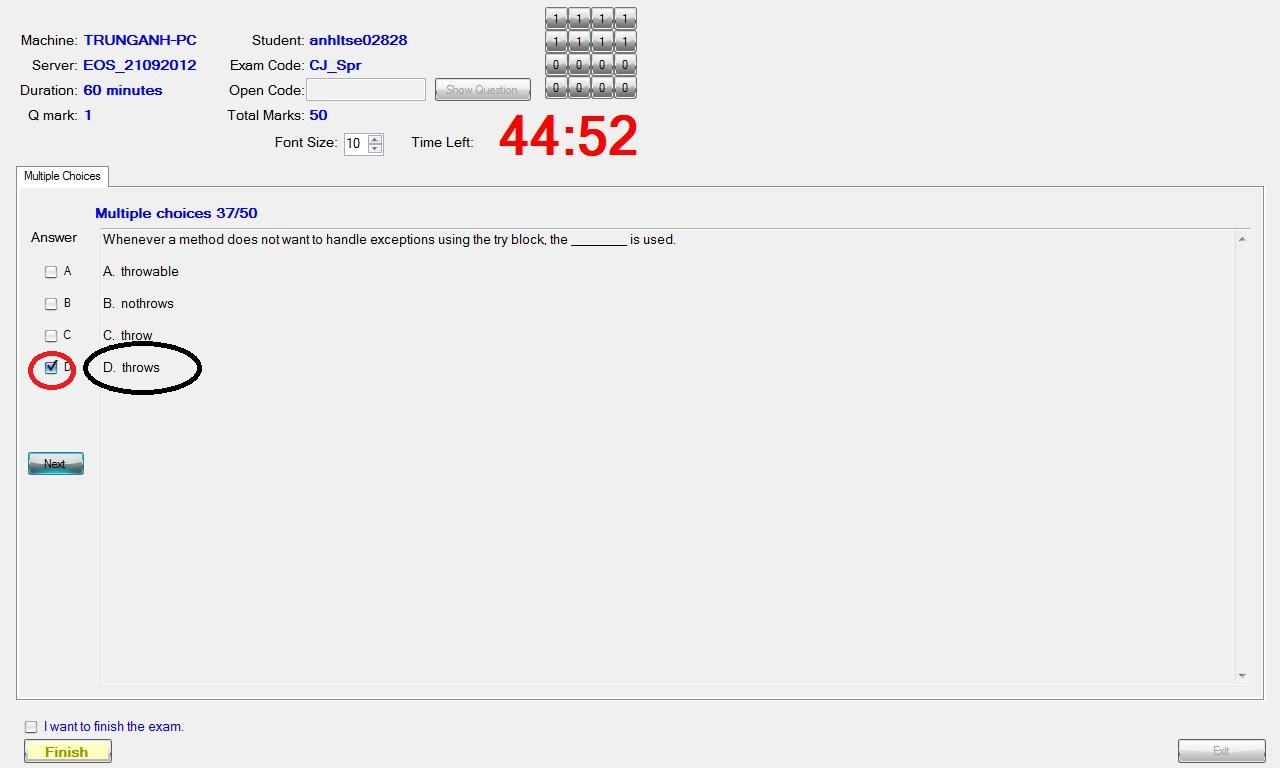 1 1 1 1
Machine: TRUNGANH-PC Student: anhltse02828 1 1 1 1
Server: EOS_21092012 Exam Code: CJ_Spr 0 0 0 0
Duration: 60 minutes Open Code: Show Question 0 0 0 0
Q mark: 1 Total Marks: 50
Font Size: 10 Time Left: 44:52
Multiple Choices
Multiple choices 37/50
Answer Whenever a method does not want to handle exceptions using the try block, the ________ is used.
A A. throwable
B B. nothrows
C C. throw
D D. throws
Next
I want to finish the exam.
Finish Exit